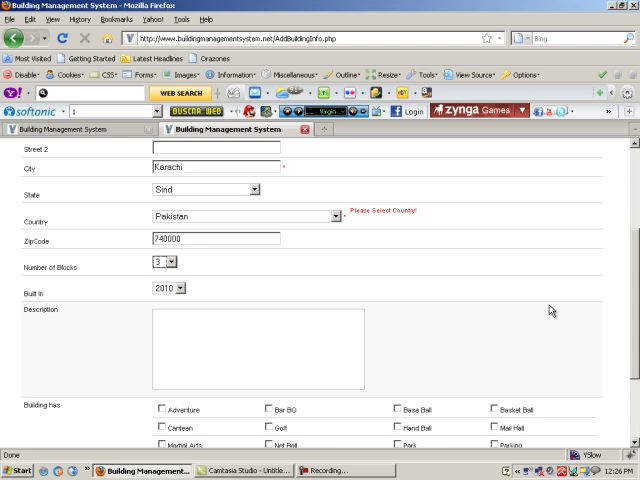 Building Management System - Mozilla Firefox
File Edit View History Bookmarks Yahoo! Tools Help
http://www.buildingmanagementsystem.net/AddBuildingInfo.php Bing
Most Visited Getting Started Latest Headlines Orazones
Disable Cookies CSS Forms Images Information Miscellaneous Outline Resize Tools View Source Options
Y! WEB SEARCH
softonic 1 BUSCAR WEB Virgin... Login zynga Games
Building Management System Building Management System
Street 2
City Karachi *
State Sind
Country Pakistan * Please Select Country!
ZipCode 740000
Number of Blocks 3
Built In 2010
Description
Building has Adventure Bar BQ Base Ball Basket Ball
Canteen Golf Hand Ball Mail Hall
Martial Arts Net Ball Park Parking
Done YSlow
Start Building Management... Camtasia Studio - Untitle... Recording... 12:26 PM